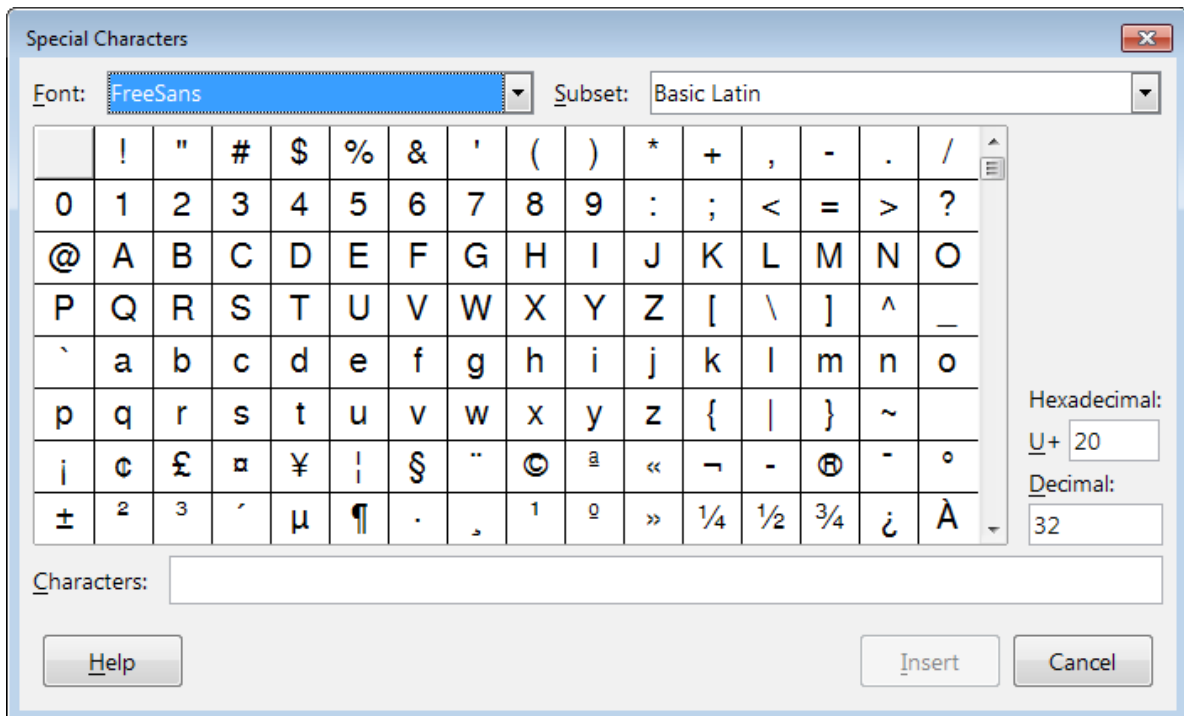 Special Characters
Font: FreeSans Subset: Basic Latin
! " # $ % & ' ( ) * + , - . /
0 1 2 3 4 5 6 7 8 9 : ; < = > ?
@ A B C D E F G H I J K L M N O
P Q R S T U V W X Y Z [ \ ] ^ _
` a b c d e f g h i j k l m n o
p q r s t u v w x y z { | } ~
¡ ¢ £ ¤ ¥ ¦ § ¨ © ª « ¬ - ® ¯ °
± ² ³ ´ µ ¶ · ¸ ¹ º » ¼ ½ ¾ ¿ À
Hexadecimal:
U+ 20
Decimal:
32
Characters:
Help Insert Cancel